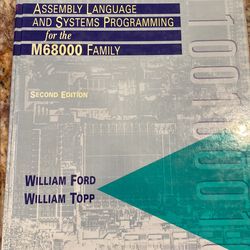 ASSEMBLY LANGUAGE
AND SYSTEMS PROGRAMMING
for the
M68000 FAMILY
SECOND EDITION
WILLIAM FORD
WILLIAM TOPP